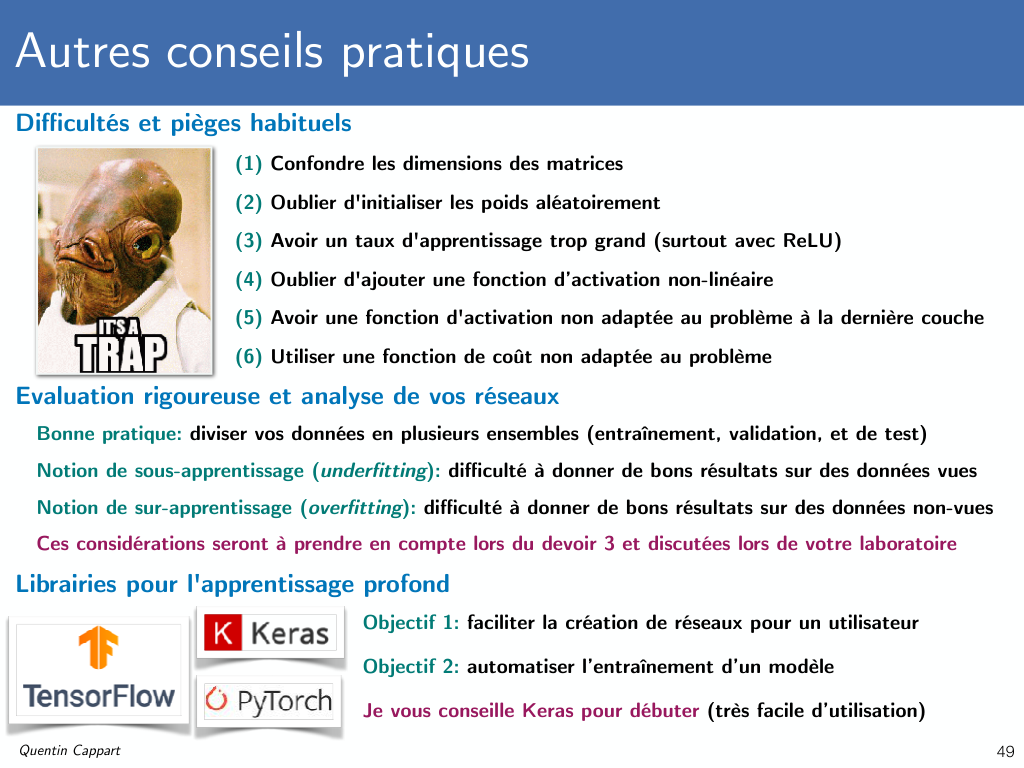 Autres conseils pratiques
Difficultés et pièges habituels
(1) Confondre les dimensions des matrices
(2) Oublier d'initialiser les poids aléatoirement
(3) Avoir un taux d'apprentissage trop grand (surtout avec ReLU)
(4) Oublier d'ajouter une fonction d’activation non-linéaire
(5) Avoir une fonction d'activation non adaptée au problème à la dernière couche
(6) Utiliser une fonction de coût non adaptée au problème
IT'S A
TRAP
Evaluation rigoureuse et analyse de vos réseaux
Bonne pratique: diviser vos données en plusieurs ensembles (entraînement, validation, et de test)
Notion de sous-apprentissage (underfitting): difficulté à donner de bons résultats sur des données vues
Notion de sur-apprentissage (overfitting): difficulté à donner de bons résultats sur des données non-vues
Ces considérations seront à prendre en compte lors du devoir 3 et discutées lors de votre laboratoire
Librairies pour l'apprentissage profond
TensorFlow
K Keras
PyTorch
Objectif 1: faciliter la création de réseaux pour un utilisateur
Objectif 2: automatiser l’entraînement d’un modèle
Je vous conseille Keras pour débuter (très facile d’utilisation)
Quentin Cappart
49